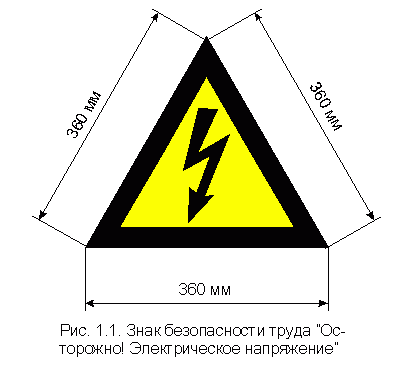 360 мм
360 мм
360 мм
Рис. 1.1. Знак безопасности труда "Ос-
торожно! Электрическое напряжение"